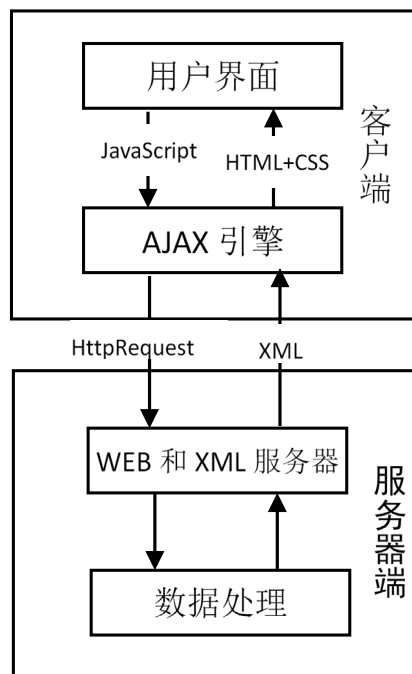 用户界面
客户端
JavaScript
HTML+CSS
AJAX 引擎
HttpRequest
XML
WEB 和 XML 服务器
服务器端
数据处理